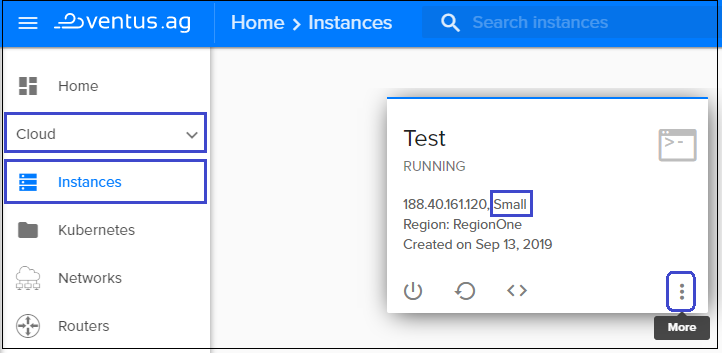 ventus.ag
Home > Instances
Search instances
Home
Cloud
Instances
Kubernetes
Networks
Routers
Test
RUNNING
188.40.161.120, Small
Region: RegionOne
Created on Sep 13, 2019
More